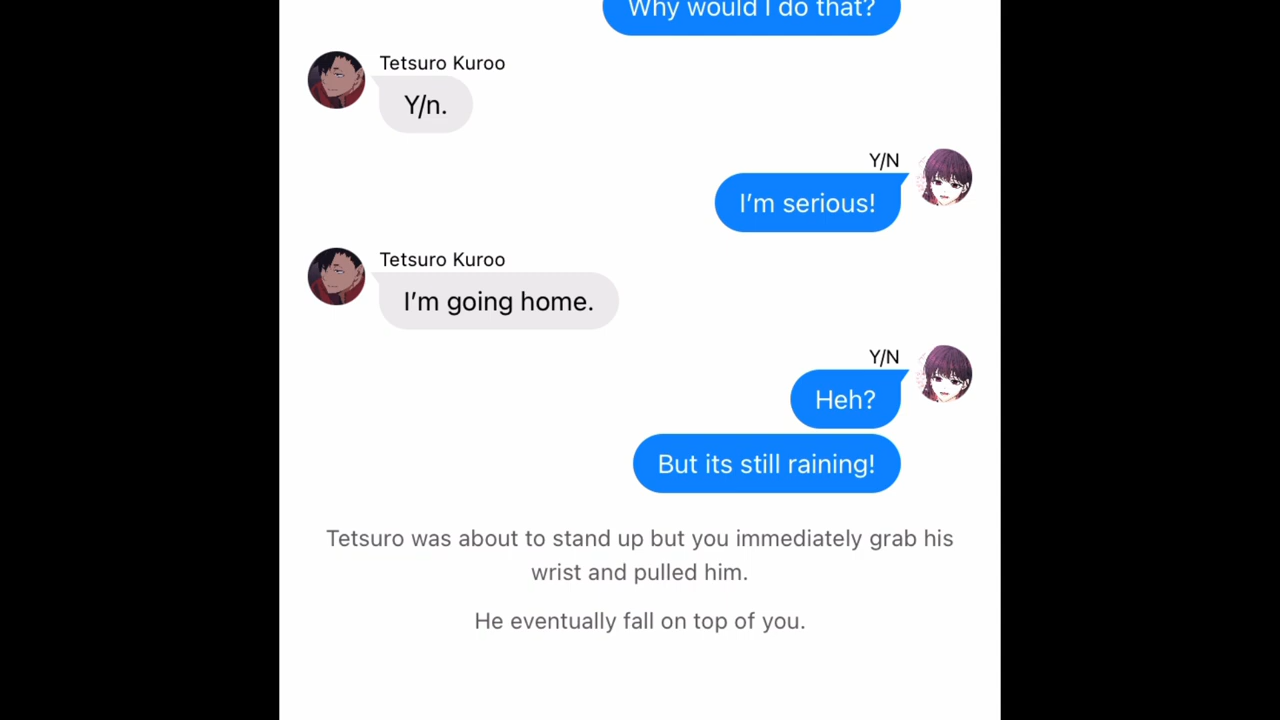 Why would I do that?
Tetsuro Kuroo
Y/n.
Y/N
I’m serious!
Tetsuro Kuroo
I’m going home.
Y/N
Heh?
But its still raining!
Tetsuro was about to stand up but you immediately grab his
wrist and pulled him.
He eventually fall on top of you.